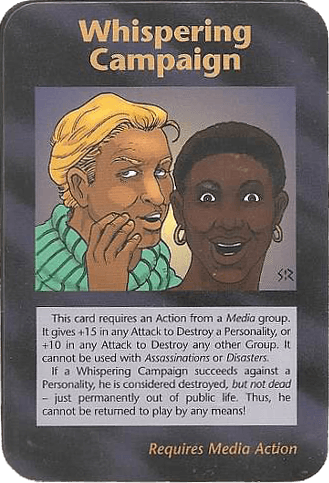 Whispering
Campaign
SR
This card requires an Action from a Media group.
It gives +15 in any Attack to Destroy a Personality, or
+10 in any Attack to Destroy any other Group. It
cannot be used with Assassinations or Disasters.
If a Whispering Campaign succeeds against a
Personality, he is considered destroyed, but not dead
– just permanently out of public life. Thus, he
cannot be returned to play by any means!
Requires Media Action